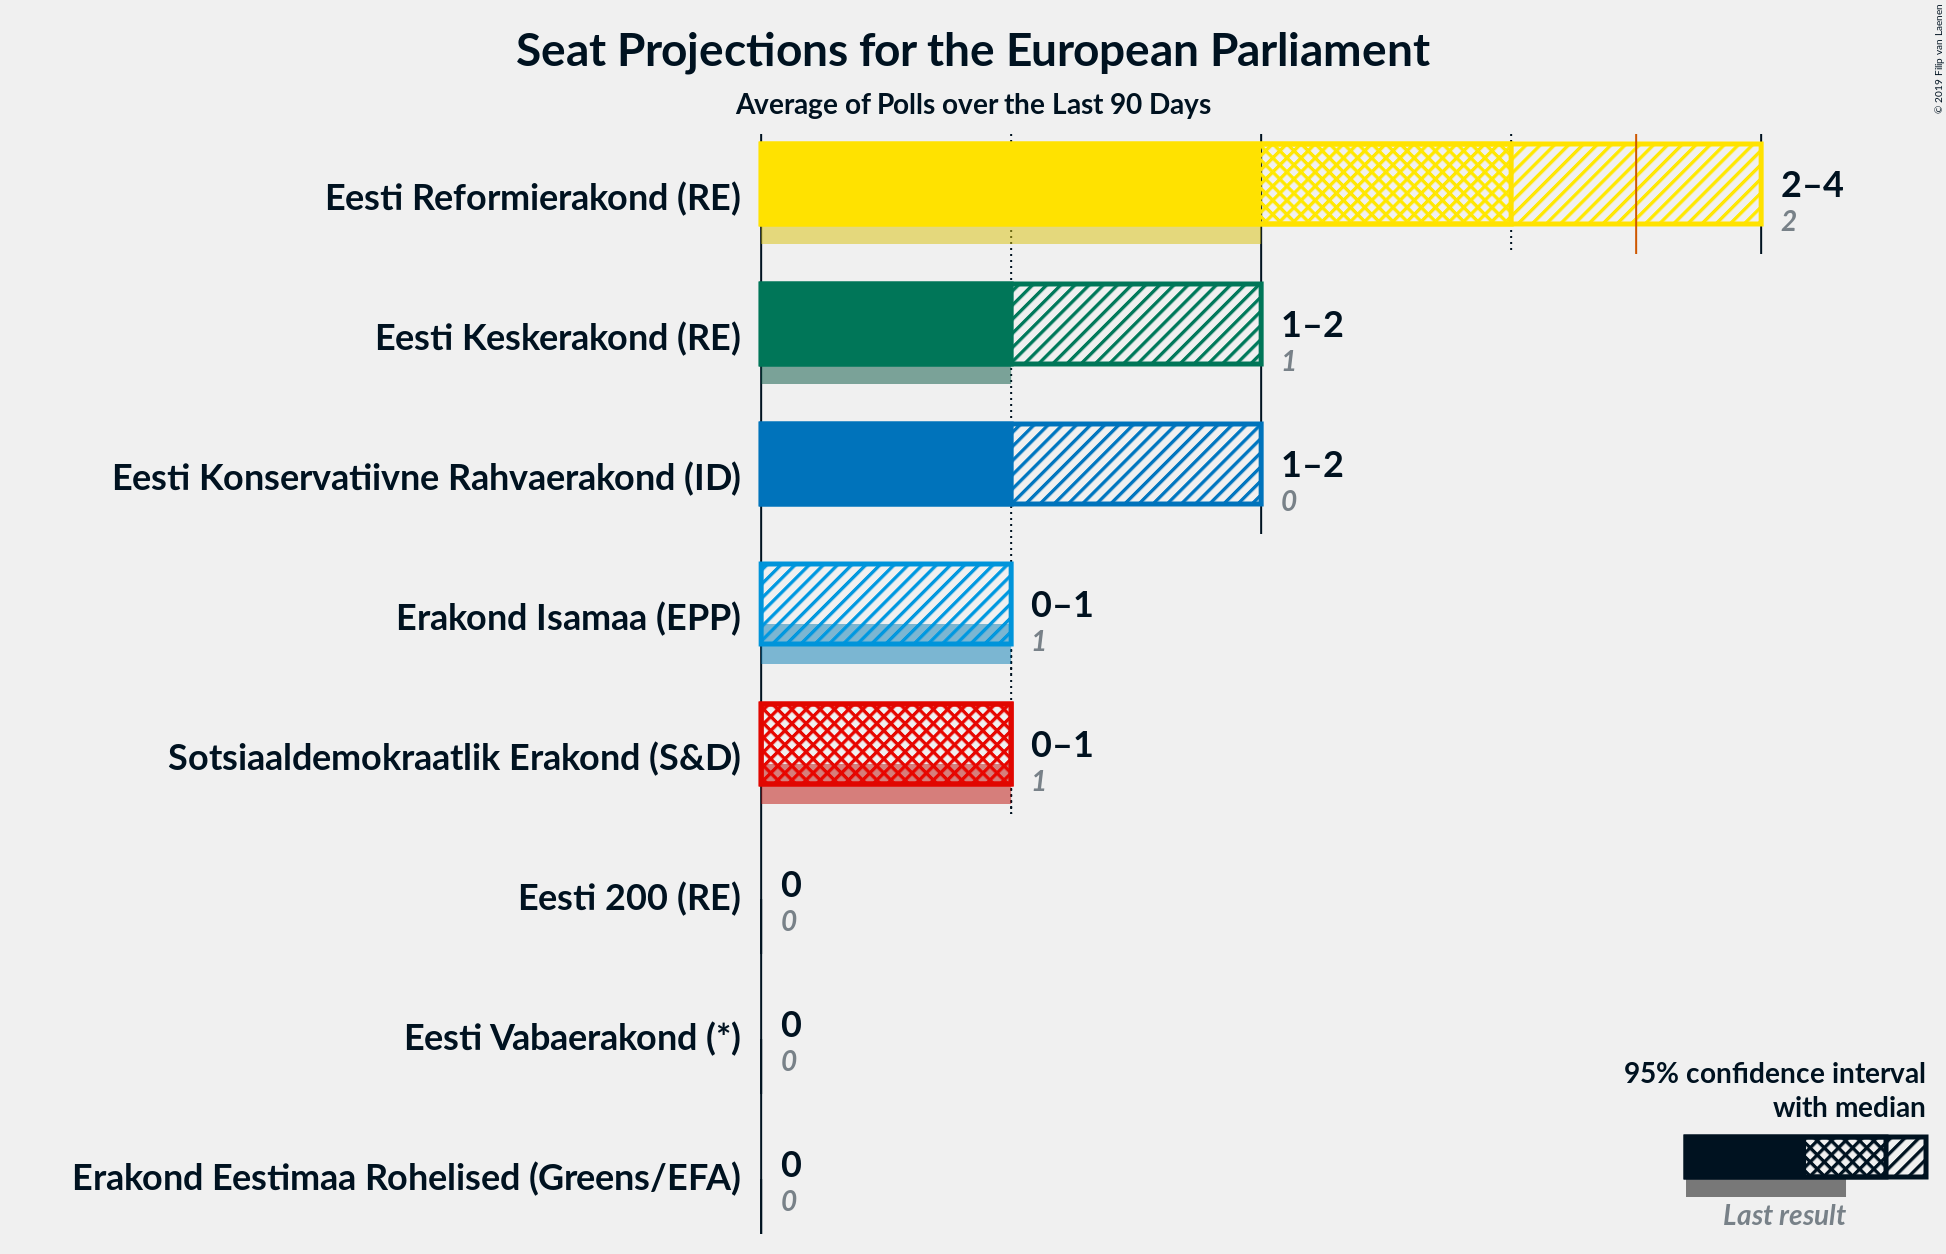 Seat Projections for the European Parliament
Average of Polls over the Last 90 Days
© 2019 Filip van Laenen
Eesti Reformierakond (RE)
2–4
2
Eesti Keskerakond (RE)
1–2
1
Eesti Konservatiivne Rahvaerakond (ID)
1–2
0
Erakond Isamaa (EPP)
0–1
1
Sotsiaaldemokraatlik Erakond (S&D)
0–1
1
Eesti 200 (RE)
0
0
Eesti Vabaerakond (*)
0
0
Erakond Eestimaa Rohelised (Greens/EFA)
0
0
95% confidence interval
with median
Last result